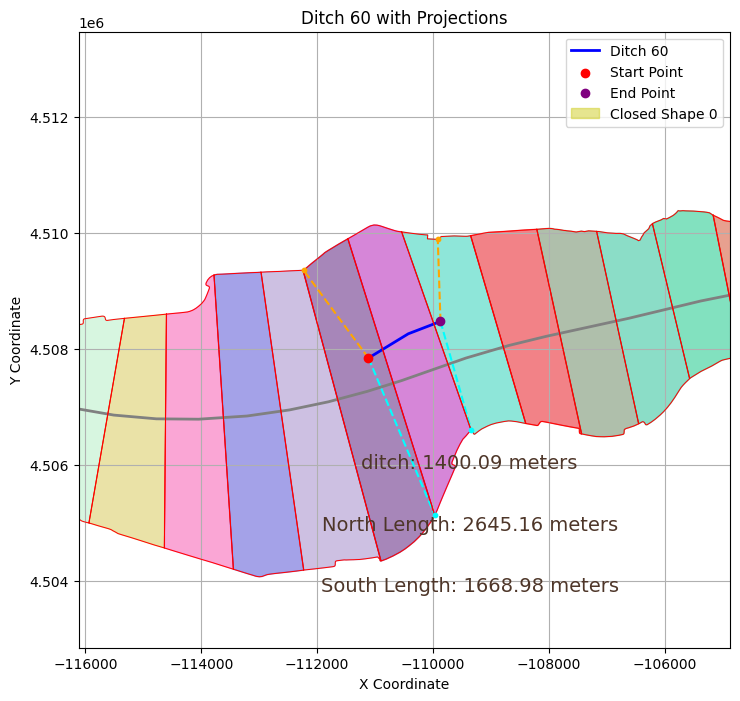 Ditch 60 with Projections
1e6
Ditch 60
Start Point
End Point
Closed Shape 0
4.512
4.510
4.508
4.506
4.504
Y Coordinate
ditch: 1400.09 meters
North Length: 2645.16 meters
South Length: 1668.98 meters
−116000
−114000
−112000
−110000
−108000
−106000
X Coordinate